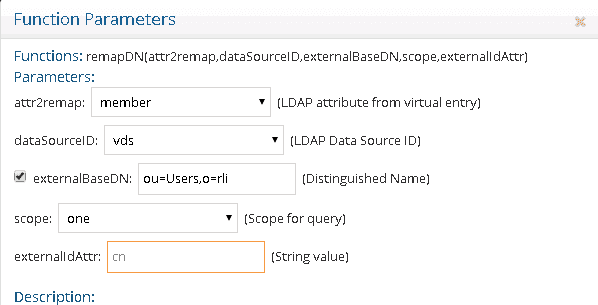 Function Parameters
Functions: remapDN(attr2remap,dataSourceID,externalBaseDN,scope,externalIdAttr)
Parameters:
attr2remap: member (LDAP attribute from virtual entry)
dataSourceID: vds (LDAP Data Source ID)
externalBaseDN: ou=Users,o=rli (Distinguished Name)
scope: one (Scope for query)
externalIdAttr: cn (String value)
Description: